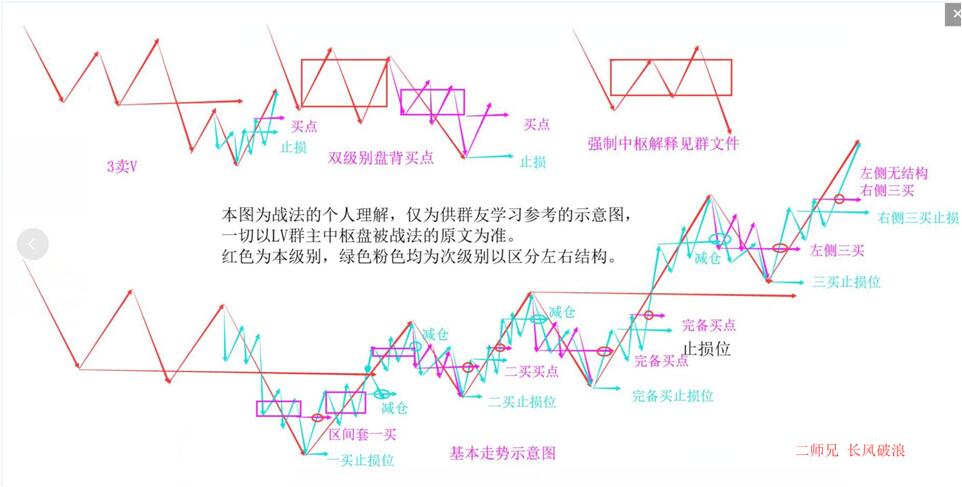 买点
止损
3卖V
双级别盘背买点
买点
止损
强制中枢解释见群文件
本图为战法的个人理解，仅为供群友学习参考的示意图，
一切以LV群主中枢盘被战法的原文为准。
红色为本级别，绿色粉色均为次级别以区分左右结构。
左侧无结构
右侧三买
右侧三买止损
减仓
左侧三买
三买止损位
减仓
减仓
完备买点
止损位
二买买点
完备买点
减仓
二买止损位
完备买止损位
区间套一买
一买止损位
基本走势示意图
二师兄 长风破浪